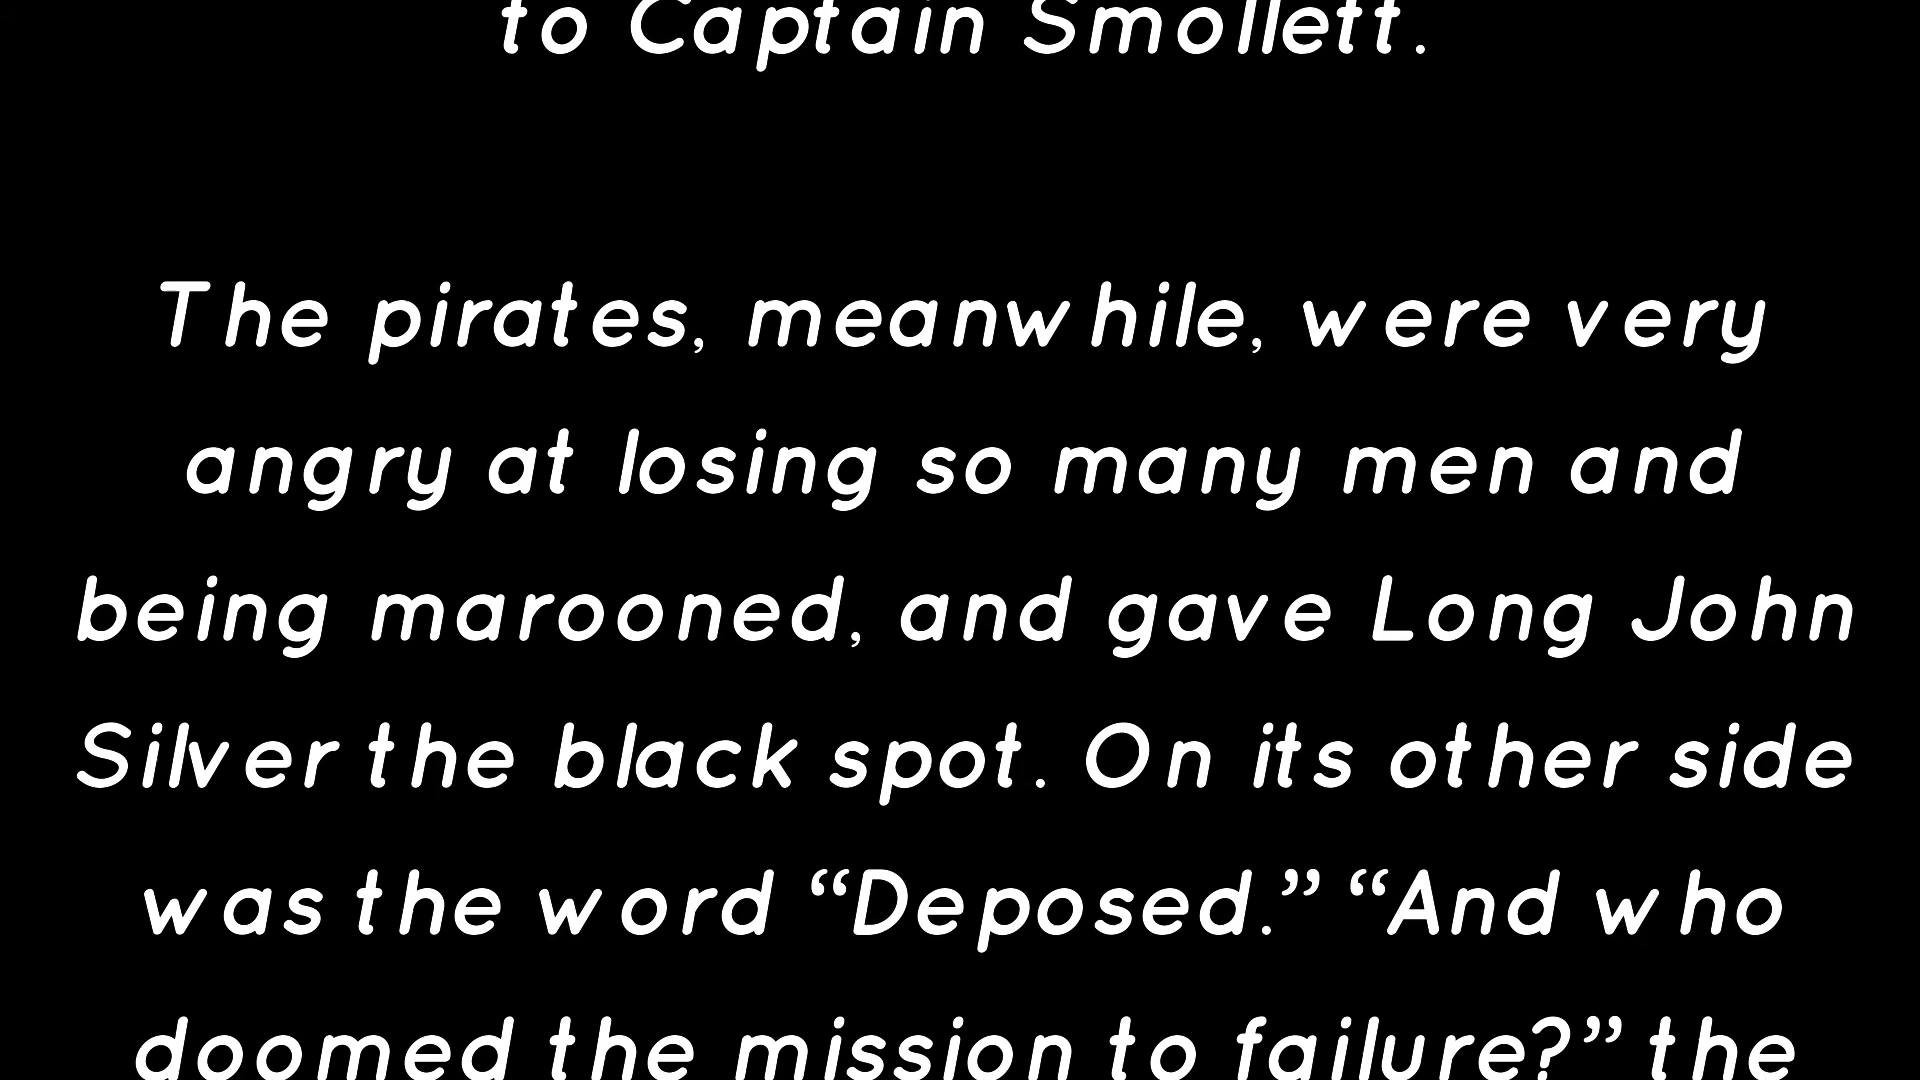 to Captain Smollett.
The pirates, meanwhile, were very
angry at losing so many men and
being marooned, and gave Long John
Silver the black spot. On its other side
was the word “Deposed.” “And who
doomed the mission to failure?” the